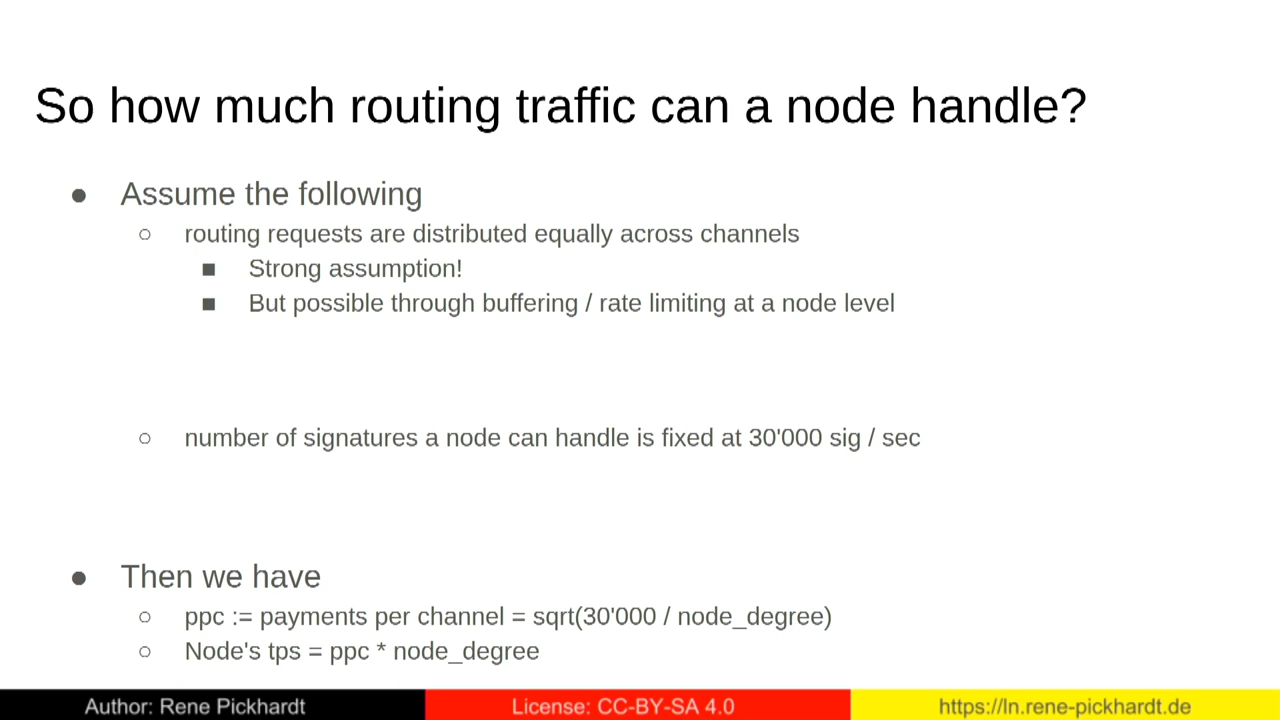 So how much routing traffic can a node handle?
● Assume the following
○ routing requests are distributed equally across channels
■ Strong assumption!
■ But possible through buffering / rate limiting at a node level
○ number of signatures a node can handle is fixed at 30'000 sig / sec
● Then we have
○ ppc := payments per channel = sqrt(30'000 / node_degree)
○ Node's tps = ppc * node_degree
Author: Rene Pickhardt License: CC-BY-SA 4.0 https://ln.rene-pickhardt.de